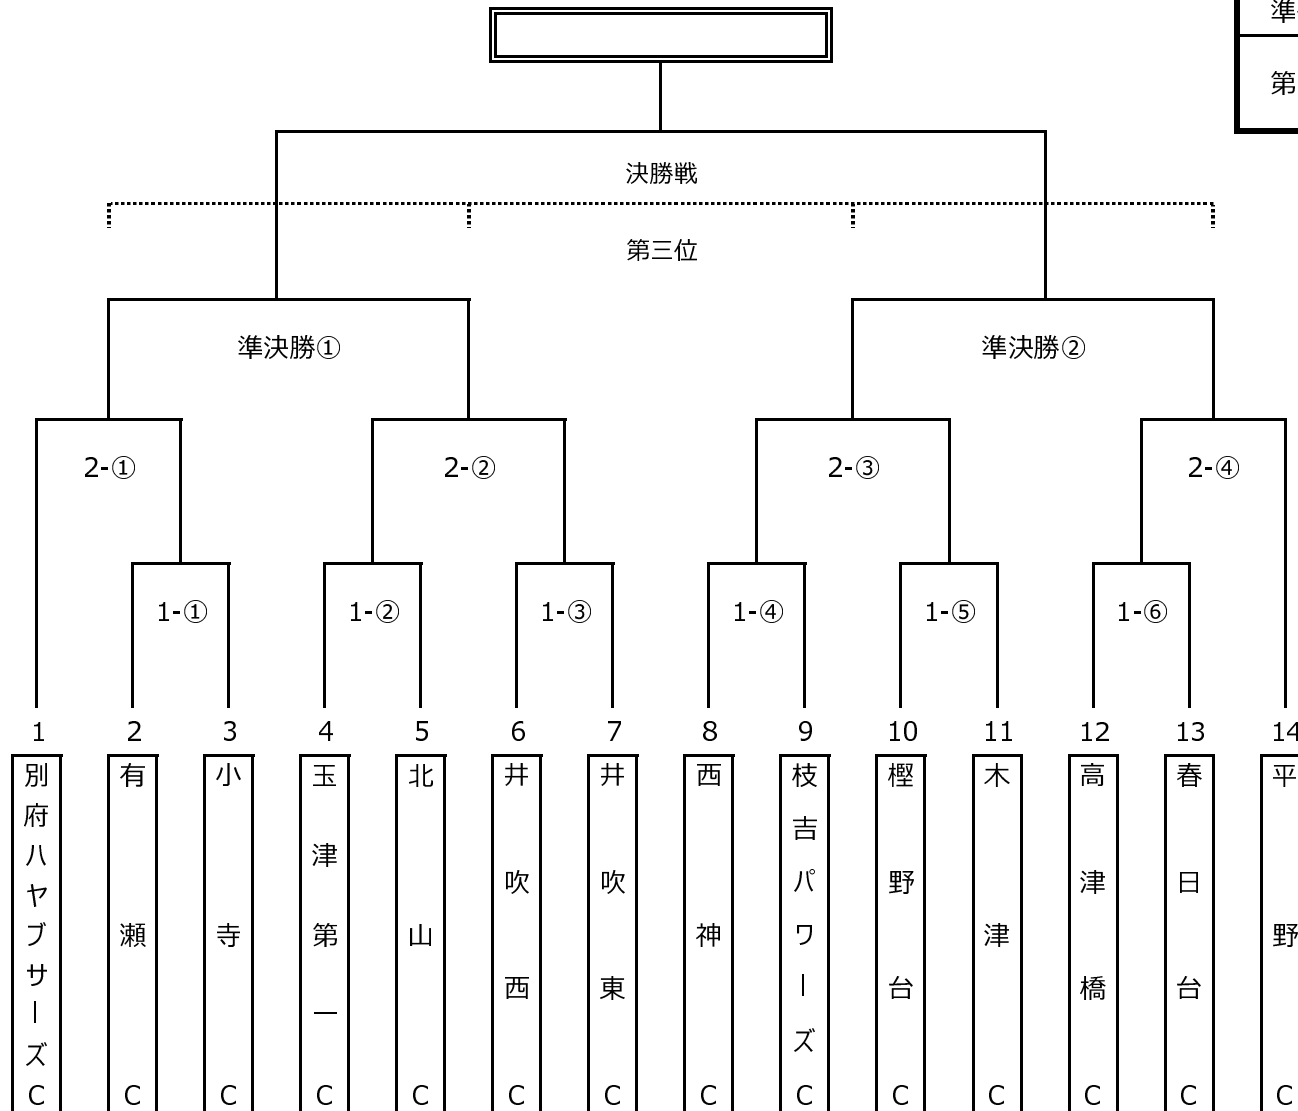 準
第
決勝戦
第三位
準決勝① 準決勝②
2-① 2-② 2-③ 2-④
1-① 1-② 1-③ 1-④ 1-⑤ 1-⑥
1 2 3 4 5 6 7 8 9 10 11 12 13 14
別府ハヤブサーズC
有瀬C
小寺C
玉津第一C
北山C
井吹西C
井吹東C
西神C
枝吉パワーズC
樫野台C
木津C
高津橋C
春日台C
平野C